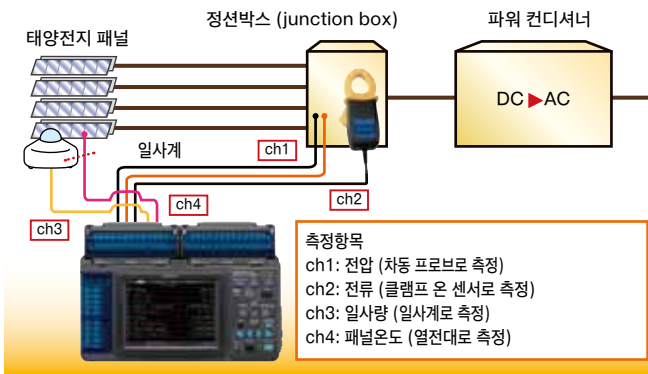 정션박스 (junction box)
파워 컨디셔너
태양전지 패널
DC ▶ AC
일사계
ch1
ch2
ch3
ch4
측정항목
ch1: 전압 (차동 프로브로 측정)
ch2: 전류 (클램프 온 센서로 측정)
ch3: 일사량 (일사계로 측정)
ch4: 패널온도 (열전대로 측정)